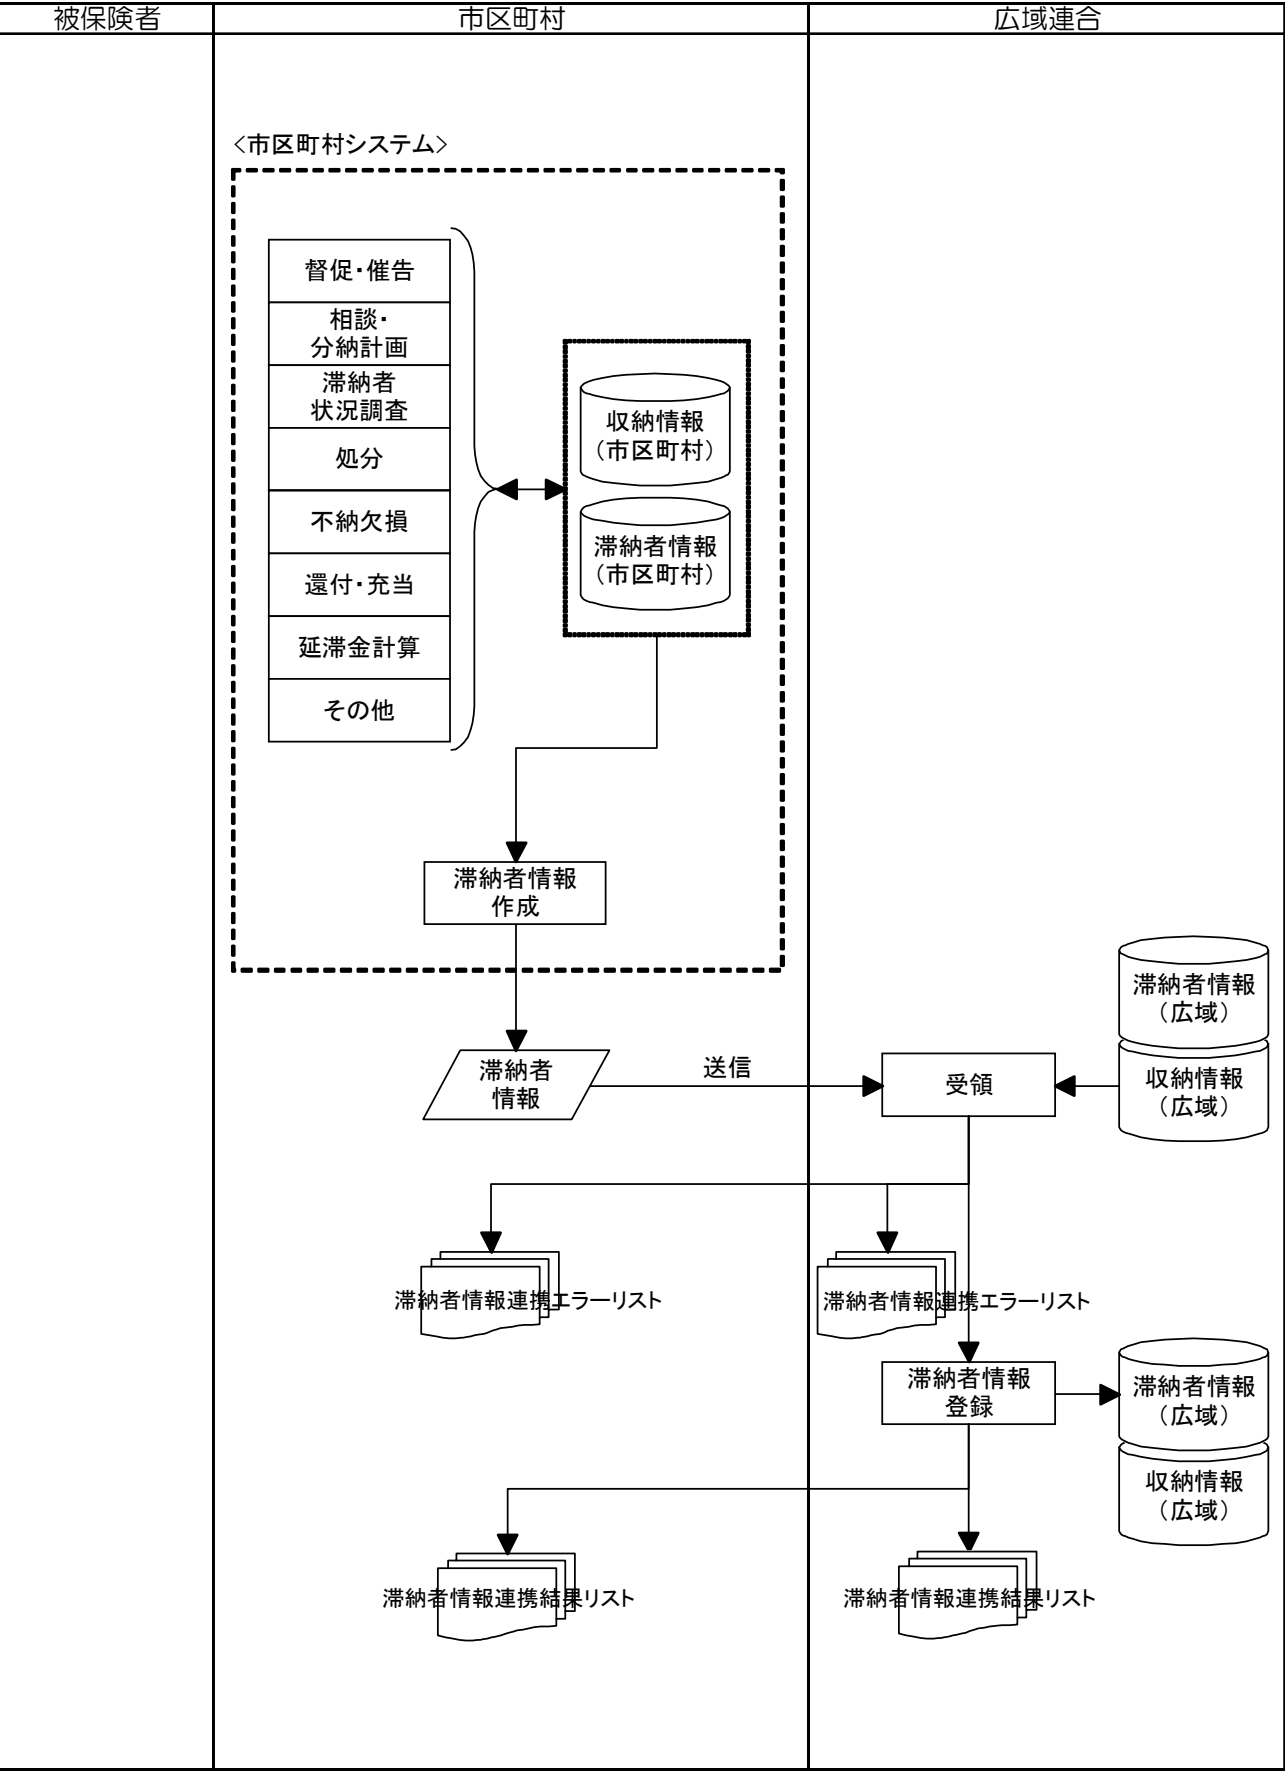 被保険者
市区町村
広域連合
<市区町村システム>
督促・催告
相談・
分納計画
滞納者
状況調査
処分
不納欠損
還付・充当
延滞金計算
その他
収納情報
(市区町村)
滞納者情報
(市区町村)
滞納者情報
作成
滞納者
情報
送信
受領
滞納者情報
(広域)
収納情報
(広域)
滞納者情報連携エラーリスト
滞納者情報連携エラーリスト
滞納者情報
登録
滞納者情報
(広域)
収納情報
(広域)
滞納者情報連携結果リスト
滞納者情報連携結果リスト